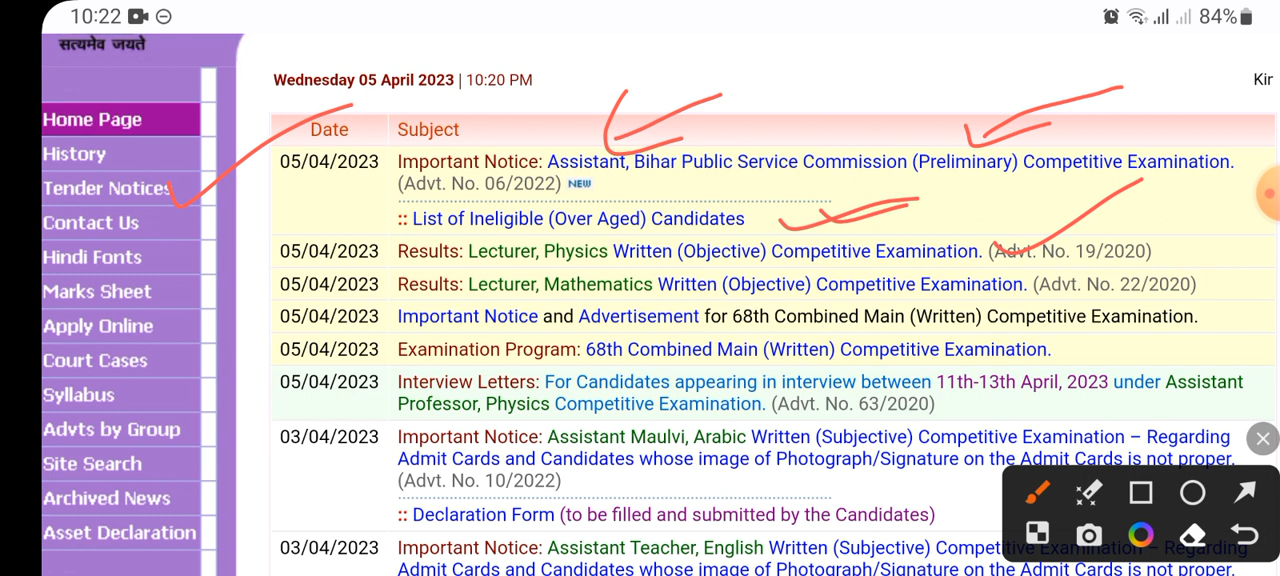 10:22
84%
सत्यमेव जयते
Wednesday 05 April 2023 | 10:20 PM
Kir
Home Page
History
Tender Notices
Contact Us
Hindi Fonts
Marks Sheet
Apply Online
Court Cases
Syllabus
Advts by Group
Site Search
Archived News
Asset Declaration
Date Subject
05/04/2023 Important Notice: Assistant, Bihar Public Service Commission (Preliminary) Competitive Examination.
(Advt. No. 06/2022) NEW
:: List of Ineligible (Over Aged) Candidates
05/04/2023 Results: Lecturer, Physics Written (Objective) Competitive Examination. (Advt. No. 19/2020)
05/04/2023 Results: Lecturer, Mathematics Written (Objective) Competitive Examination. (Advt. No. 22/2020)
05/04/2023 Important Notice and Advertisement for 68th Combined Main (Written) Competitive Examination.
05/04/2023 Examination Program: 68th Combined Main (Written) Competitive Examination.
05/04/2023 Interview Letters: For Candidates appearing in interview between 11th-13th April, 2023 under Assistant
Professor, Physics Competitive Examination. (Advt. No. 63/2020)
03/04/2023 Important Notice: Assistant Maulvi, Arabic Written (Subjective) Competitive Examination – Regarding
Admit Cards and Candidates whose image of Photograph/Signature on the Admit Cards is not proper.
(Advt. No. 10/2022)
:: Declaration Form (to be filled and submitted by the Candidates)
03/04/2023 Important Notice: Assistant Teacher, English Written (Subjective) Competitive Examination – Regarding
Admit Cards and Candidates whose image of Photograph/Signature on the Admit Cards is not proper.